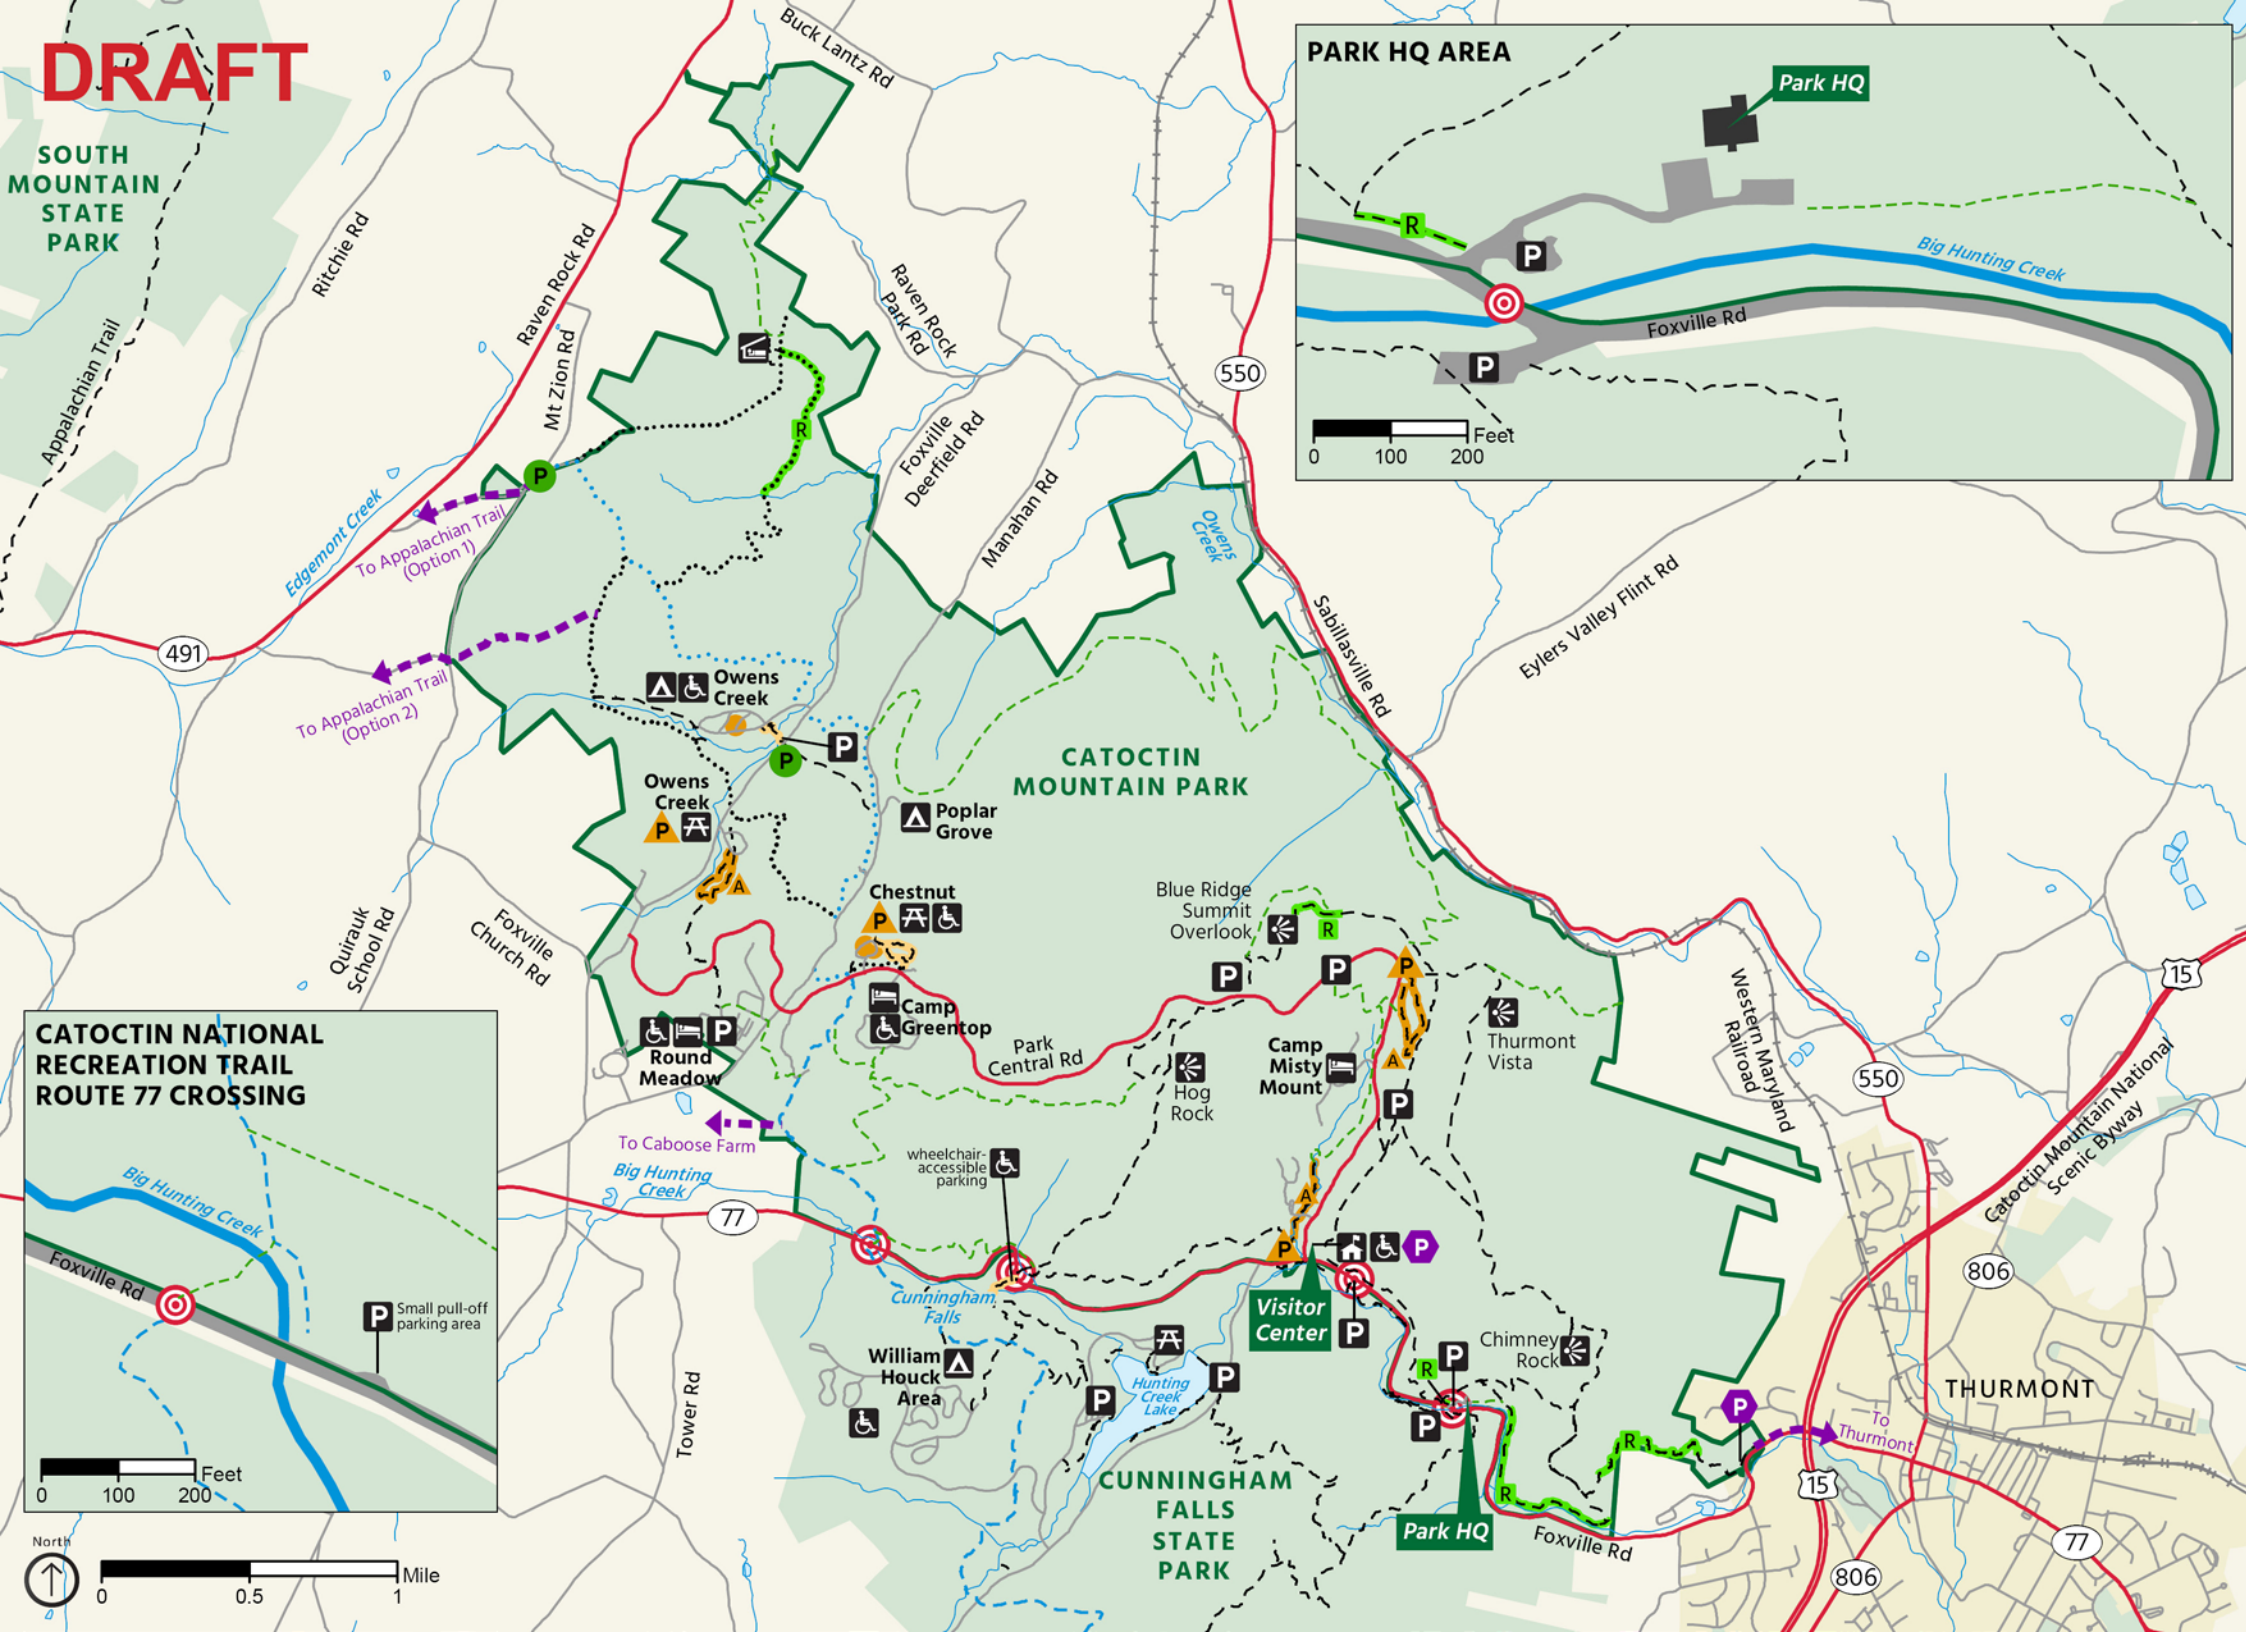 DRAFT
SOUTH
MOUNTAIN
STATE
PARK
Appalachian Trail
Ritchie Rd
Raven Rock Rd
Mt Zion Rd
Buck Lantz Rd
Raven Rock
Park Rd
Foxville
Deerfield Rd
Manahan Rd
550
R
P
Edgemont Creek
To Appalachian Trail
(Option 1)
491
To Appalachian Trail
(Option 2)
Owens
Creek
Sabillasville Rd
Eylers Valley Flint Rd
PARK HQ AREA
Park HQ
R
P
Big Hunting Creek
Foxville Rd
P
Feet
0
100
200
Owens
Creek
P
P
CATOCTIN
MOUNTAIN PARK
Owens
Creek
P
A
Poplar
Grove
Chestnut
P
Blue Ridge
Summit
Overlook
R
P
P
P
Quirauk
School Rd
Foxville
Church Rd
Camp
Greentop
P
Round
Meadow
Park
Central Rd
Hog
Rock
Camp
Misty
Mount
A
P
Thurmont
Vista
Western Maryland
Railroad
15
550
Catoctin Mountain National
Scenic Byway
To Caboose Farm
Big Hunting
Creek
wheelchair-
accessible
parking
77
A
P
P
Cunningham
Falls
Visitor
Center
P
806
William
Houck
Area
P
Hunting
Creek
Lake
P
R
P
P
Chimney
Rock
P
THURMONT
To
Thurmont
R
R
15
Tower Rd
CUNNINGHAM
FALLS
STATE
PARK
Park HQ
Foxville Rd
77
806
CATOCTIN NATIONAL
RECREATION TRAIL
ROUTE 77 CROSSING
Big Hunting Creek
Foxville Rd
P
Small pull-off
parking area
Feet
0
100
200
North
Mile
0
0.5
1